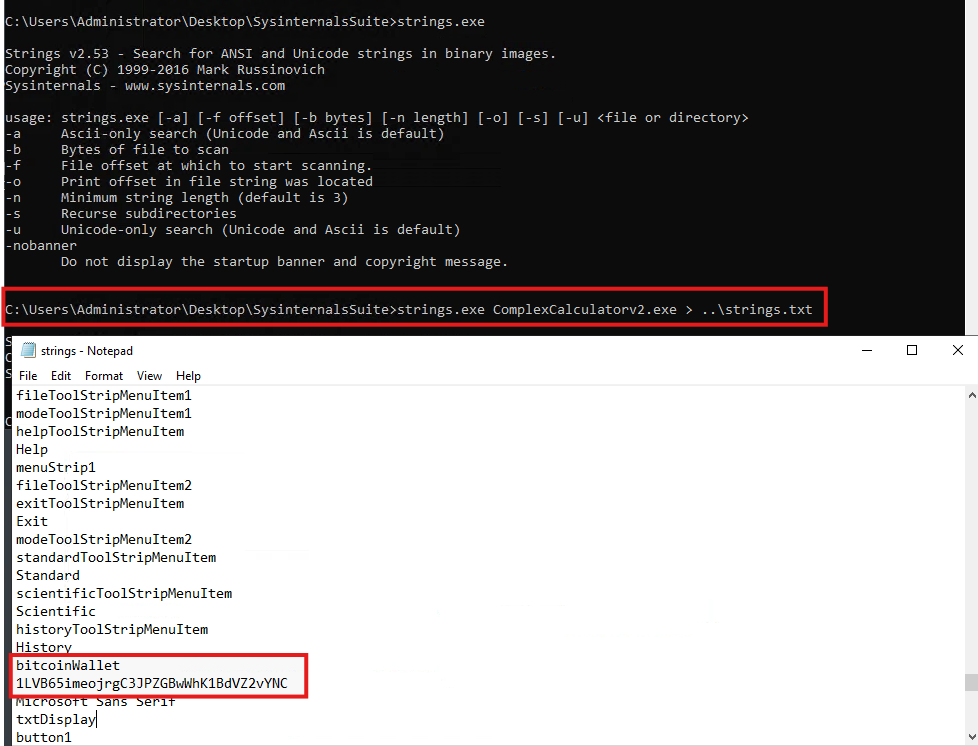 C:\Users\Administrator\Desktop\SysinternalsSuite>strings.exe
Strings v2.53 - Search for ANSI and Unicode strings in binary images.
Copyright (C) 1999-2016 Mark Russinovich
Sysinternals - www.sysinternals.com
usage: strings.exe [-a] [-f offset] [-b bytes] [-n length] [-o] [-s] [-u] <file or directory>
-a     Ascii-only search (Unicode and Ascii is default)
-b     Bytes of file to scan
-f     File offset at which to start scanning.
-o     Print offset in file string was located
-n     Minimum string length (default is 3)
-s     Recurse subdirectories
-u     Unicode-only search (Unicode and Ascii is default)
-nobanner
       Do not display the startup banner and copyright message.
C:\Users\Administrator\Desktop\SysinternalsSuite>strings.exe ComplexCalculatorv2.exe > ..\strings.txt
strings - Notepad
File Edit Format View Help
fileToolStripMenuItem1
modeToolStripMenuItem1
helpToolStripMenuItem
Help
menuStrip1
fileToolStripMenuItem2
exitToolStripMenuItem
Exit
modeToolStripMenuItem2
standardToolStripMenuItem
Standard
scientificToolStripMenuItem
Scientific
historyToolStripMenuItem
History
bitcoinWallet
1LVB65imeojrgC3JPZGBwWhK1BdVZ2vYNC
Microsoft Sans Serif
txtDisplay
button1